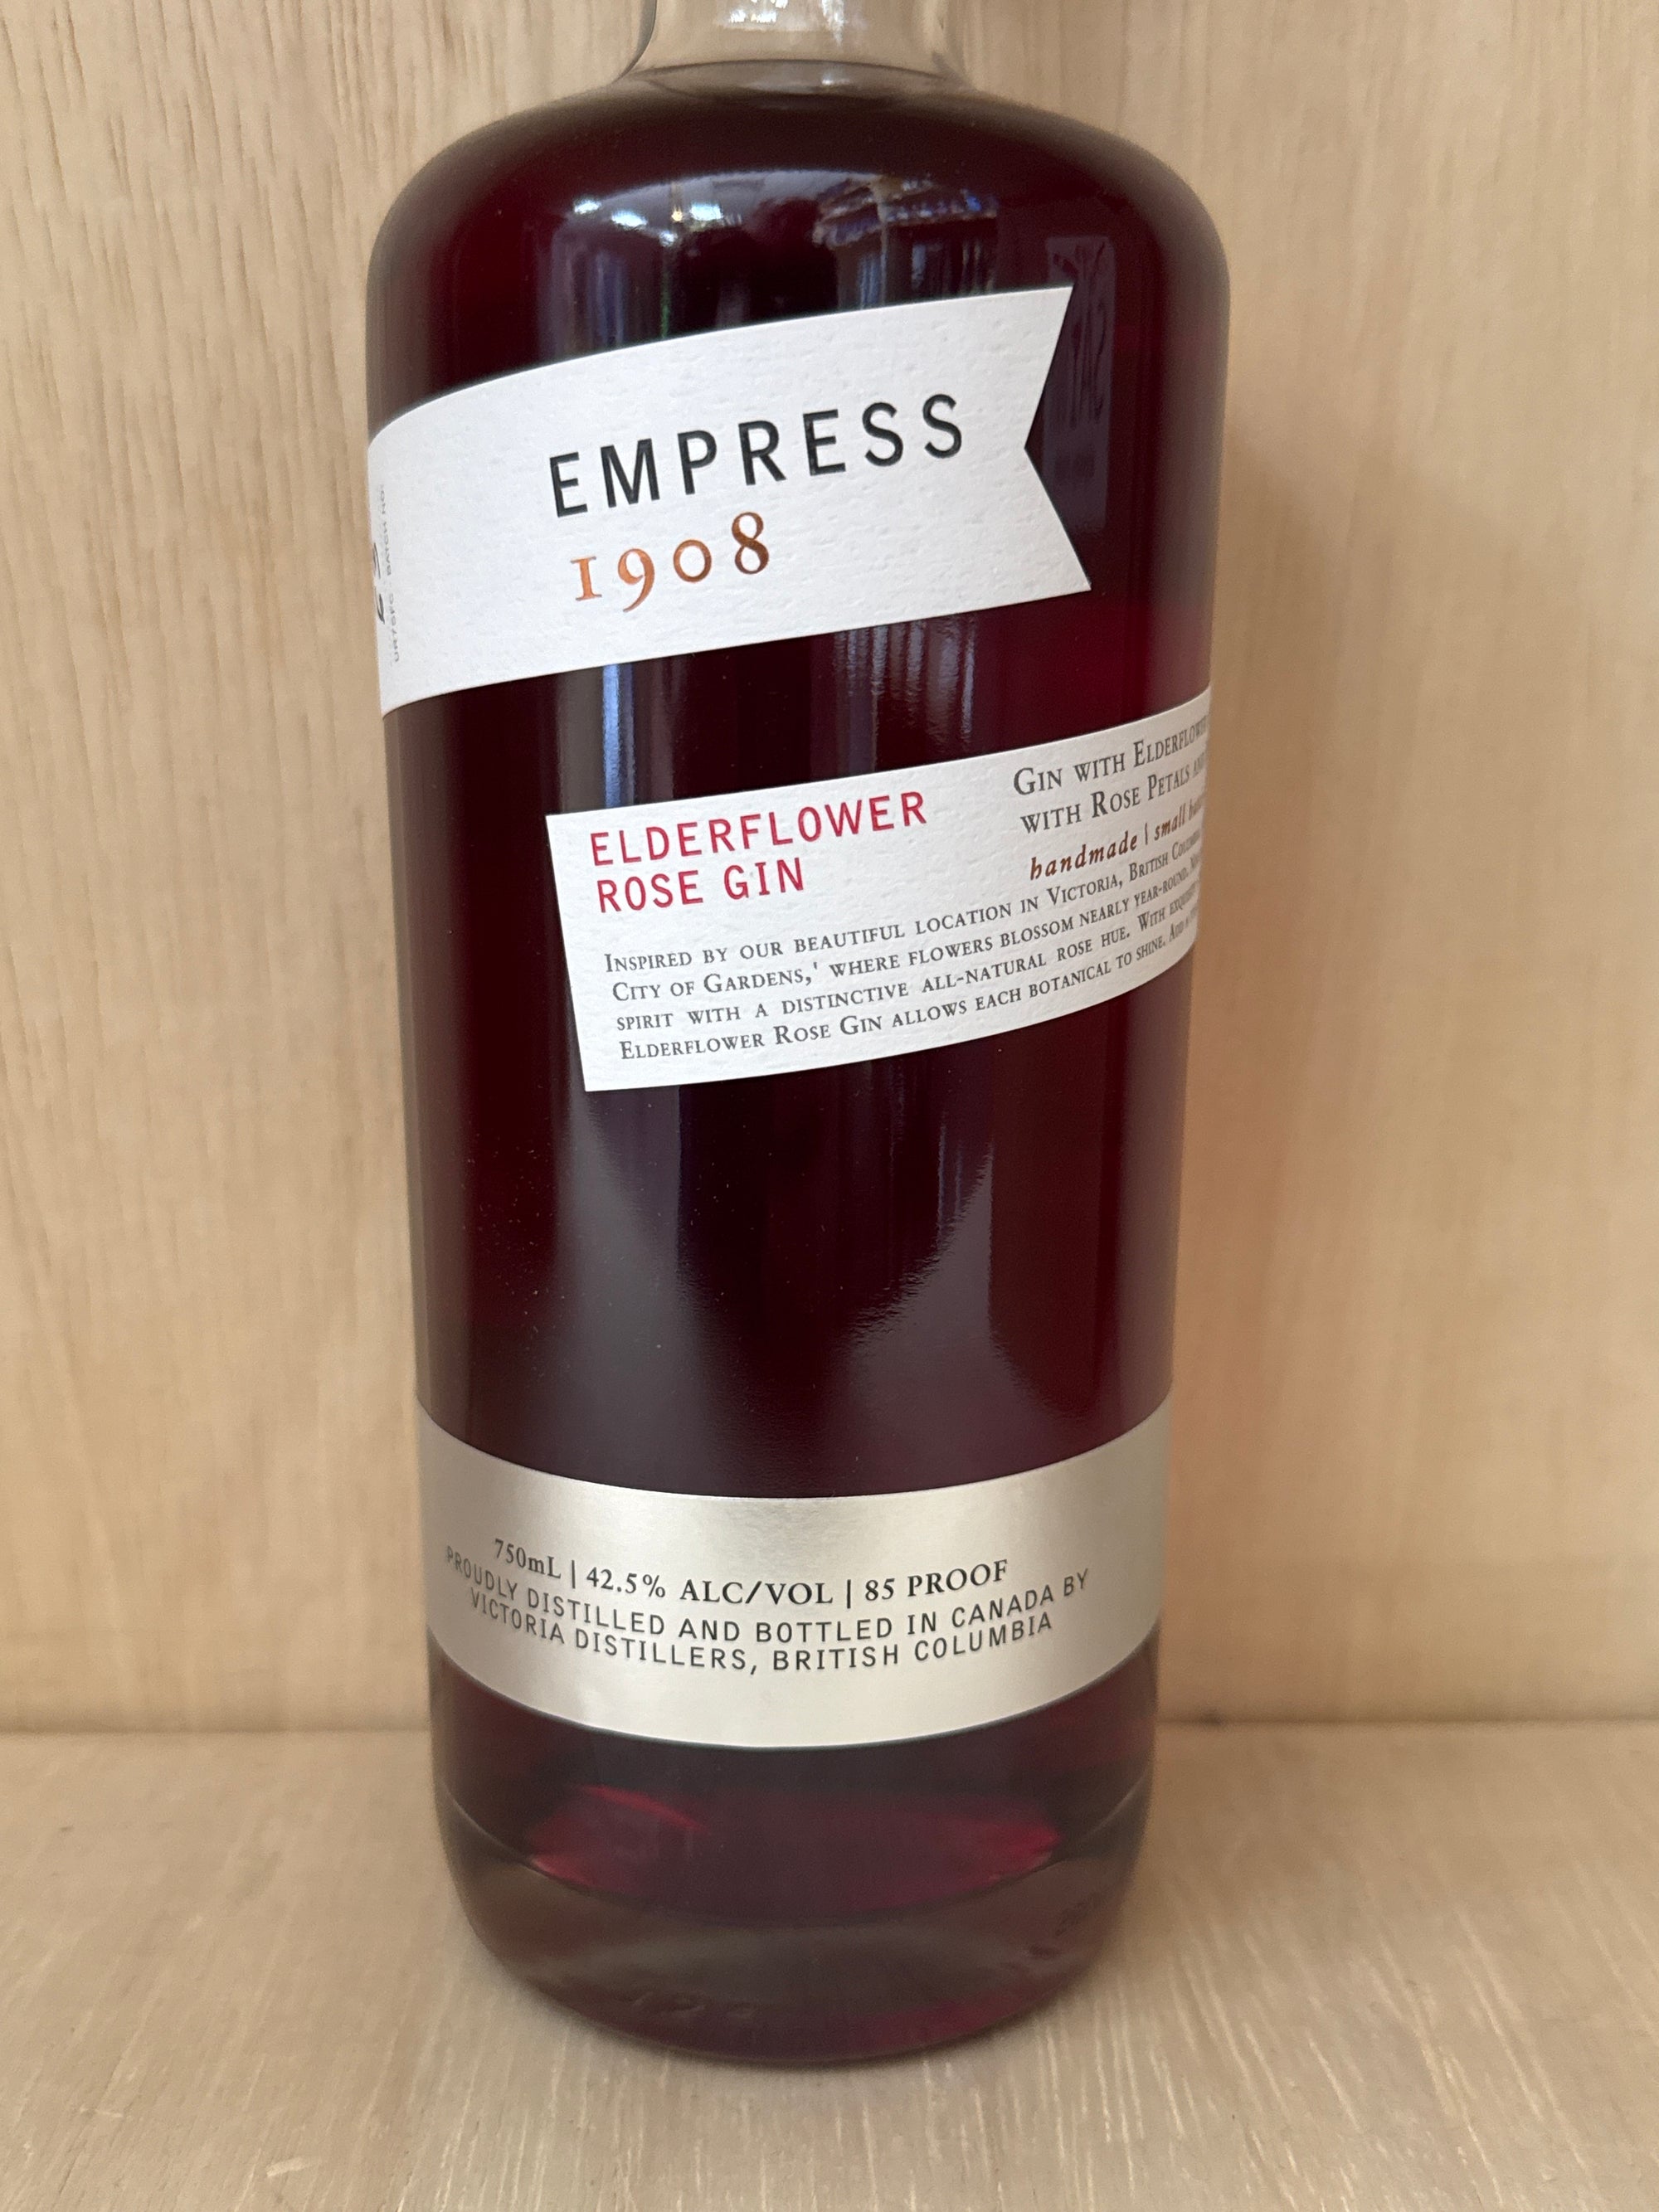 EMPRESS
1908
BATCH NO.
ELDERFLOWER
ROSE GIN
GIN WITH ELDERFLOWER
WITH ROSE PETALS
handmade | small
INSPIRED BY OUR BEAUTIFUL LOCATION IN VICTORIA, BRITISH
CITY OF GARDENS,' WHERE FLOWERS BLOSSOM NEARLY YEAR-ROUND.
SPIRIT WITH A DISTINCTIVE ALL-NATURAL ROSE HUE. WITH
ELDERFLOWER ROSE GIN ALLOWS EACH BOTANICAL TO SHINE.
750mL | 42.5% ALC/VOL | 85 PROOF
PROUDLY DISTILLED AND BOTTLED IN CANADA BY
VICTORIA DISTILLERS, BRITISH COLUMBIA